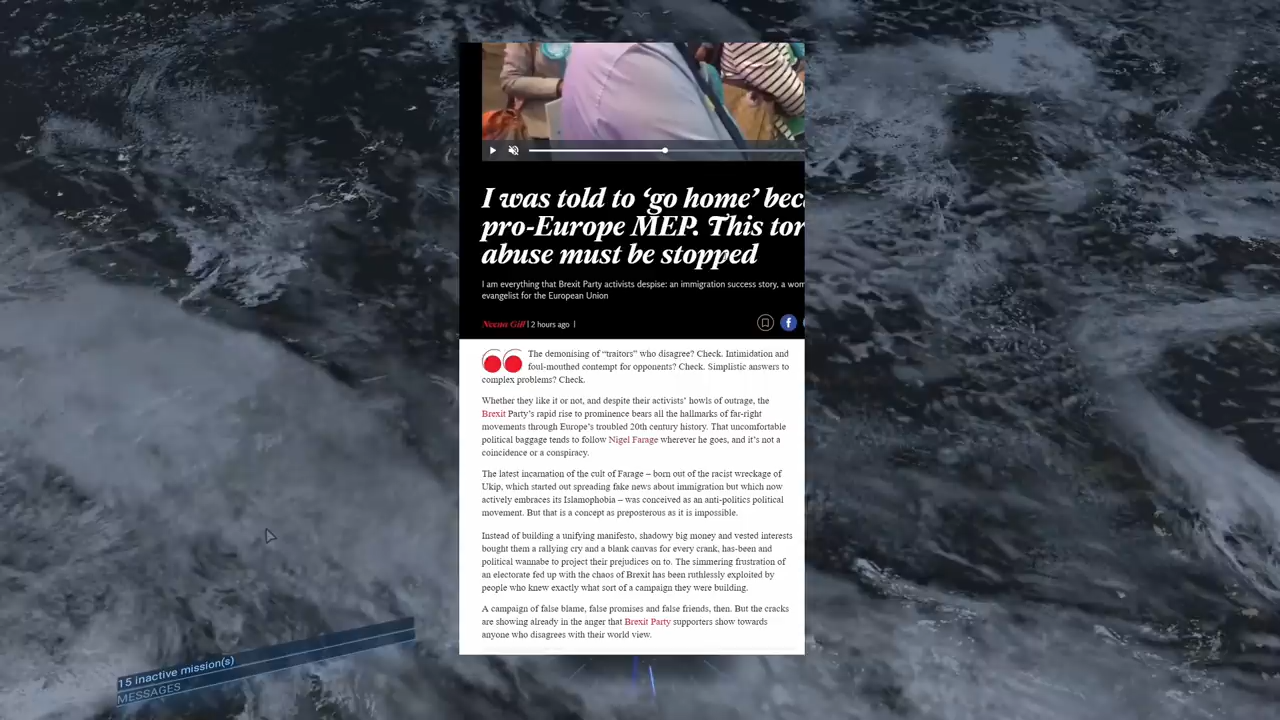 I was told to ‘go home’
pro-Europe MEP. This
abuse must be stopped
I am everything that Brexit Party activists despise: an immigration success story, a
evangelist for the European Union
Neena Gill | 2 hours ago |
The demonising of “traitors” who disagree? Check. Intimidation and
foul-mouthed contempt for opponents? Check. Simplistic answers to
complex problems? Check.
Whether they like it or not, and despite their activists’ howls of outrage, the
Brexit Party’s rapid rise to prominence bears all the hallmarks of far-right
movements through Europe’s troubled 20th century history. That uncomfortable
political baggage tends to follow Nigel Farage wherever he goes, and it’s not a
coincidence or a conspiracy.
The latest incarnation of the cult of Farage – born out of the racist wreckage of
Ukip, which started out spreading fake news about immigration but which now
actively embraces its Islamophobia – was conceived as an anti-politics political
movement. But that is a concept as preposterous as it is impossible.
Instead of building a unifying manifesto, shadowy big money and vested interests
bought them a rallying cry and a blank canvas for every crank, has-been and
political wannabe to project their prejudices on to. The simmering frustration of
an electorate fed up with the chaos of Brexit has been ruthlessly exploited by
people who knew exactly what sort of a campaign they were building.
A campaign of false blame, false promises and false friends, then. But the cracks
are showing already in the anger that Brexit Party supporters show towards
anyone who disagrees with their world view.
15 inactive mission(s)
MESSAGES